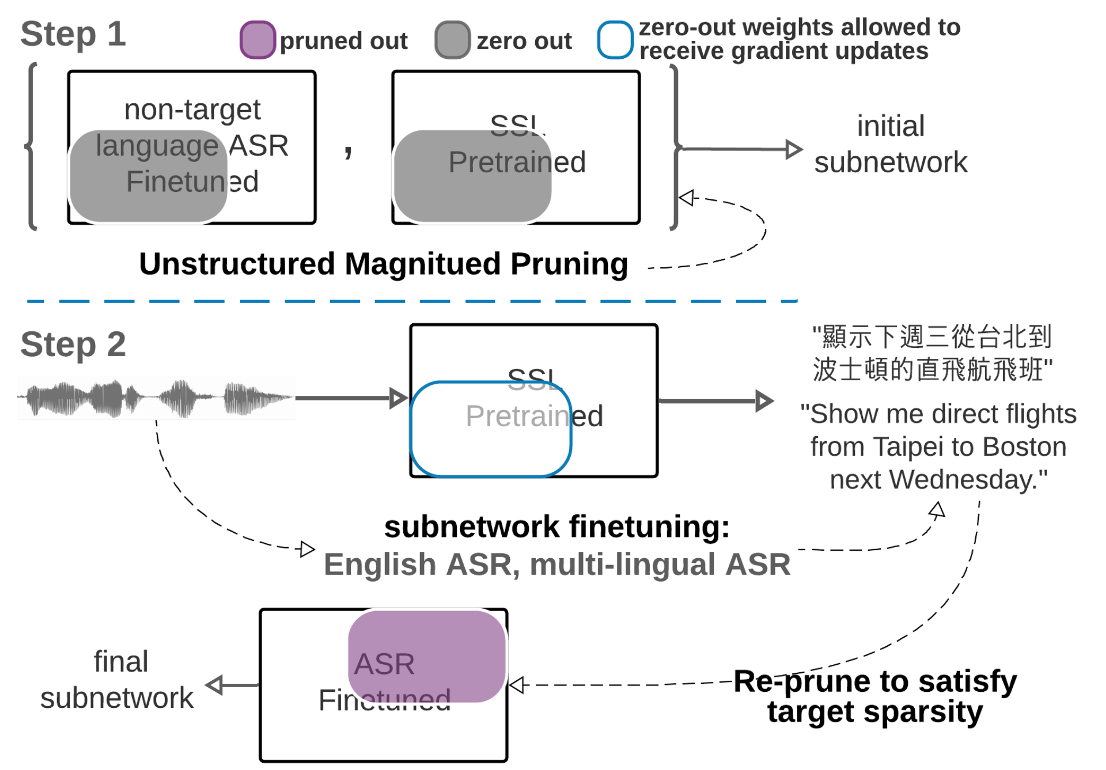 Step 1
pruned out
zero out
zero-out weights allowed to
receive gradient updates
non-target
language ASR
Finetuned
,
SSL
Pretrained
initial
subnetwork
Unstructured Magnitued Pruning
Step 2
SSL
Pretrained
"顯示下週三從台北到
波士頓的直飛航飛班"
"Show me direct flights
from Taipei to Boston
next Wednesday."
subnetwork finetuning:
English ASR, multi-lingual ASR
final
subnetwork
ASR
Finetuned
Re-prune to satisfy
target sparsity